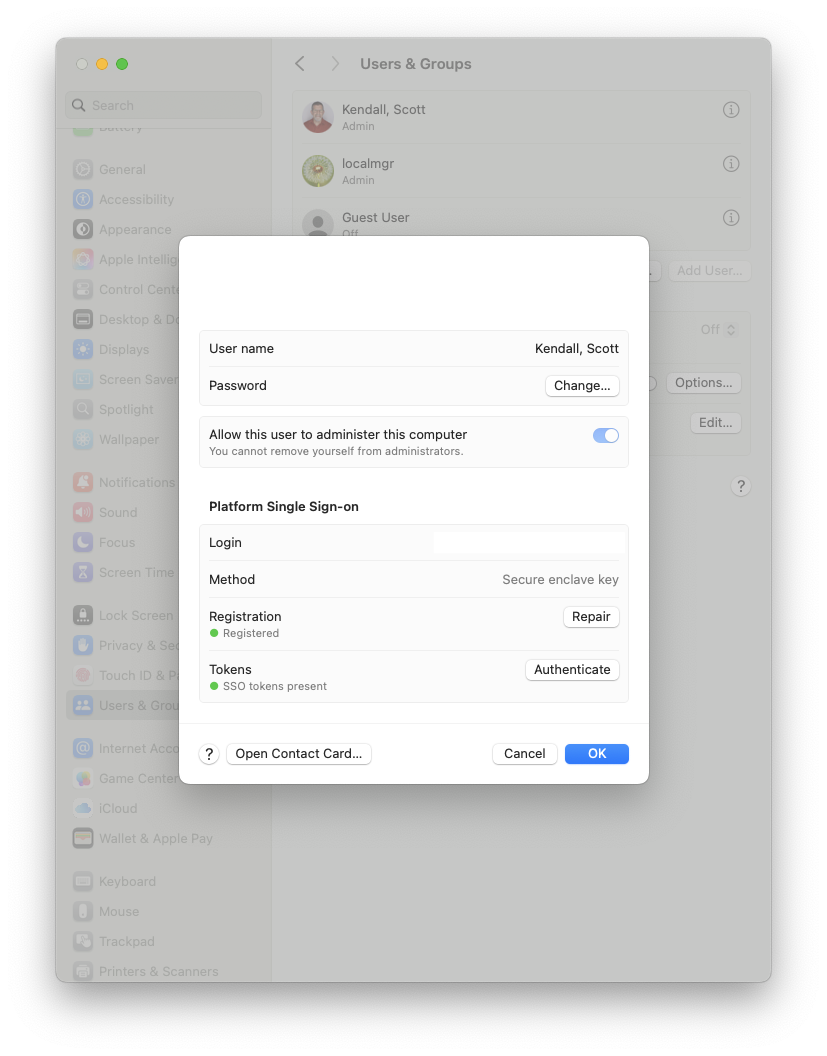 Users & Groups
Search
Battery
General
Accessibility
Appearance
Apple Intellig
Control Cente
Desktop & Do
Displays
Screen Saver
Spotlight
Wallpaper
Notifications
Sound
Focus
Screen Time
Lock Screen
Privacy & Sec
Touch ID & Pa
Users & Grou
Internet Acco
Game Center
iCloud
Wallet & Apple Pay
Keyboard
Mouse
Trackpad
Printers & Scanners
Kendall, Scott
Admin
localmgr
Admin
Guest User
Off
Add User...
Off
Options...
Edit...
?
User name Kendall, Scott
Password Change...
Allow this user to administer this computer
You cannot remove yourself from administrators.
Platform Single Sign-on
Login
Method Secure enclave key
Registration Repair
Registered
Tokens Authenticate
SSO tokens present
? Open Contact Card... Cancel OK